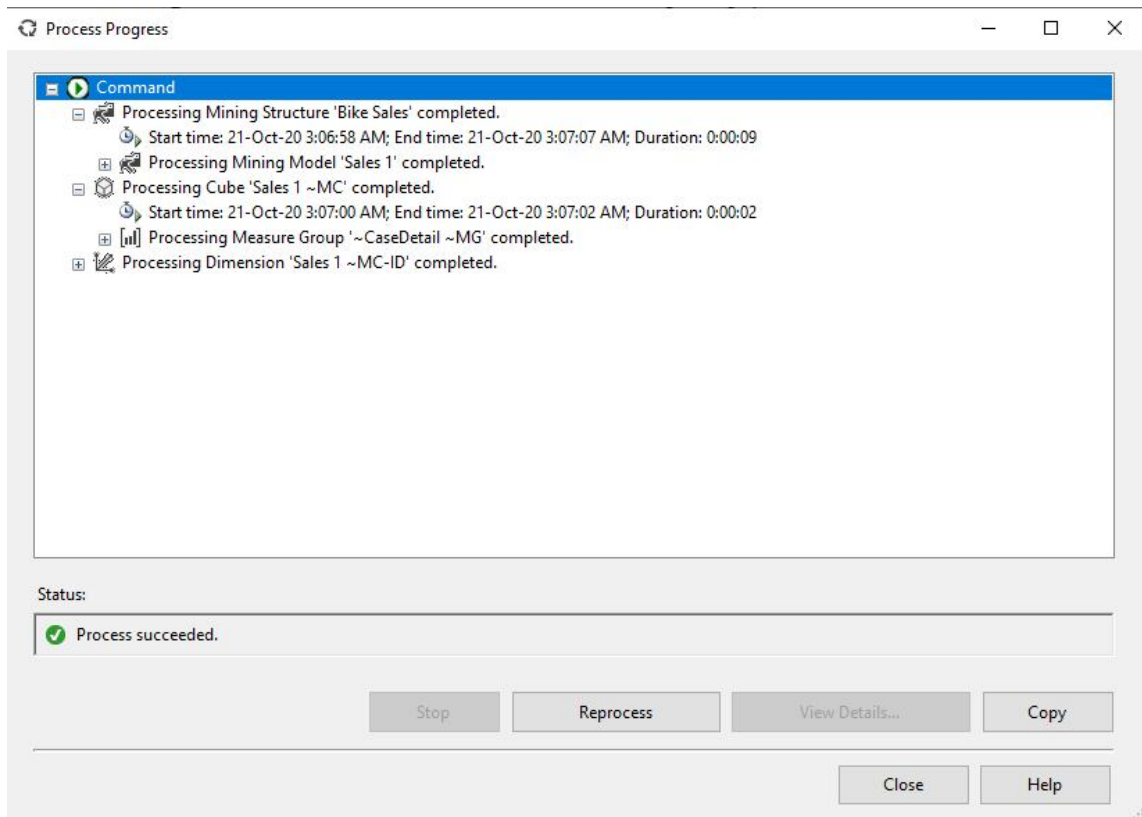 Process Progress
Command
Processing Mining Structure 'Bike Sales' completed.
Start time: 21-Oct-20 3:06:58 AM; End time: 21-Oct-20 3:07:07 AM; Duration: 0:00:09
Processing Mining Model 'Sales 1' completed.
Processing Cube 'Sales 1 ~MC' completed.
Start time: 21-Oct-20 3:07:00 AM; End time: 21-Oct-20 3:07:02 AM; Duration: 0:00:02
Processing Measure Group '~CaseDetail ~MG' completed.
Processing Dimension 'Sales 1 ~MC-ID' completed.
Status:
Process succeeded.
Stop Reprocess View Details... Copy
Close Help